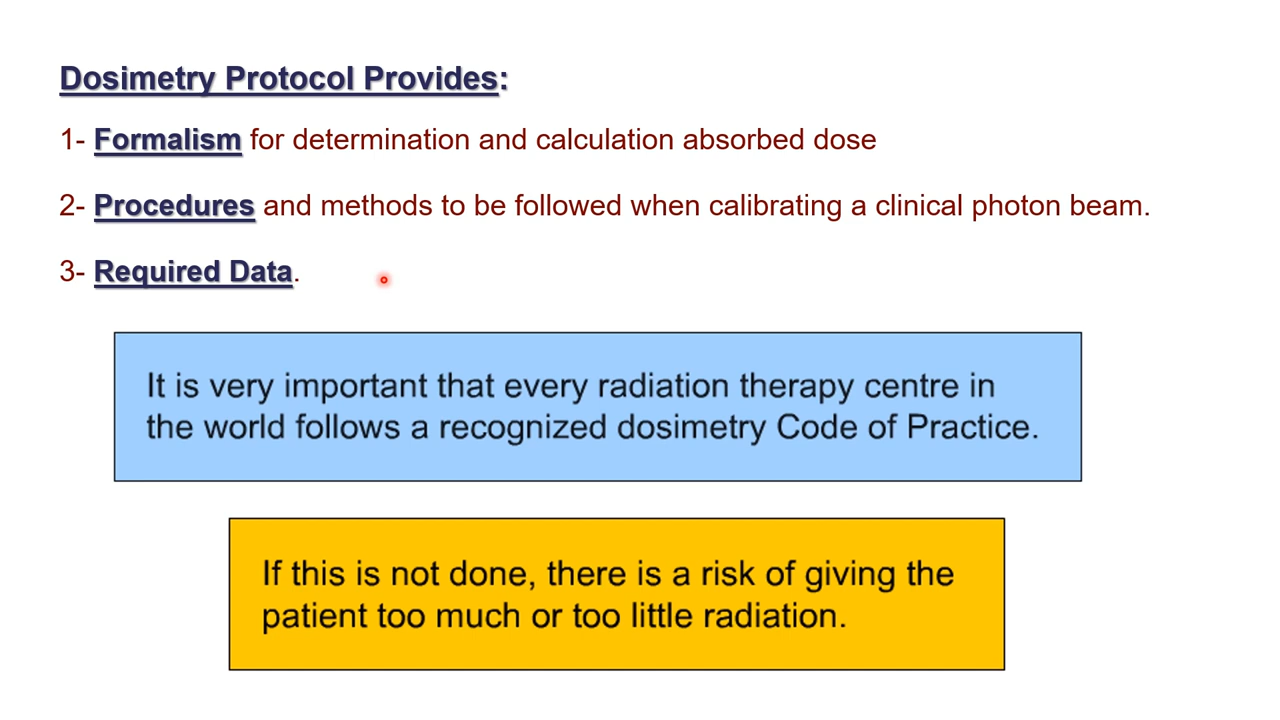 Dosimetry Protocol Provides:
1- Formalism for determination and calculation absorbed dose
2- Procedures and methods to be followed when calibrating a clinical photon beam.
3- Required Data.
It is very important that every radiation therapy centre in
the world follows a recognized dosimetry Code of Practice.
If this is not done, there is a risk of giving the
patient too much or too little radiation.